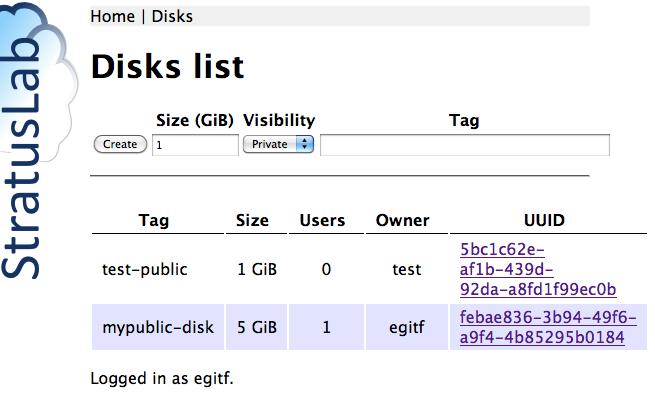 StratusLab
Home | Disks
Disks list
Size (GiB) Visibility Tag
Create 1 Private
Tag Size Users Owner UUID
5bc1c62e-
test-public 1 GiB 0 test af1b-439d-
92da-a8fd1f99ec0b
mypublic-disk 5 GiB 1 egitf febae836-3b94-49f6-
a9f4-4b85295b0184
Logged in as egitf.